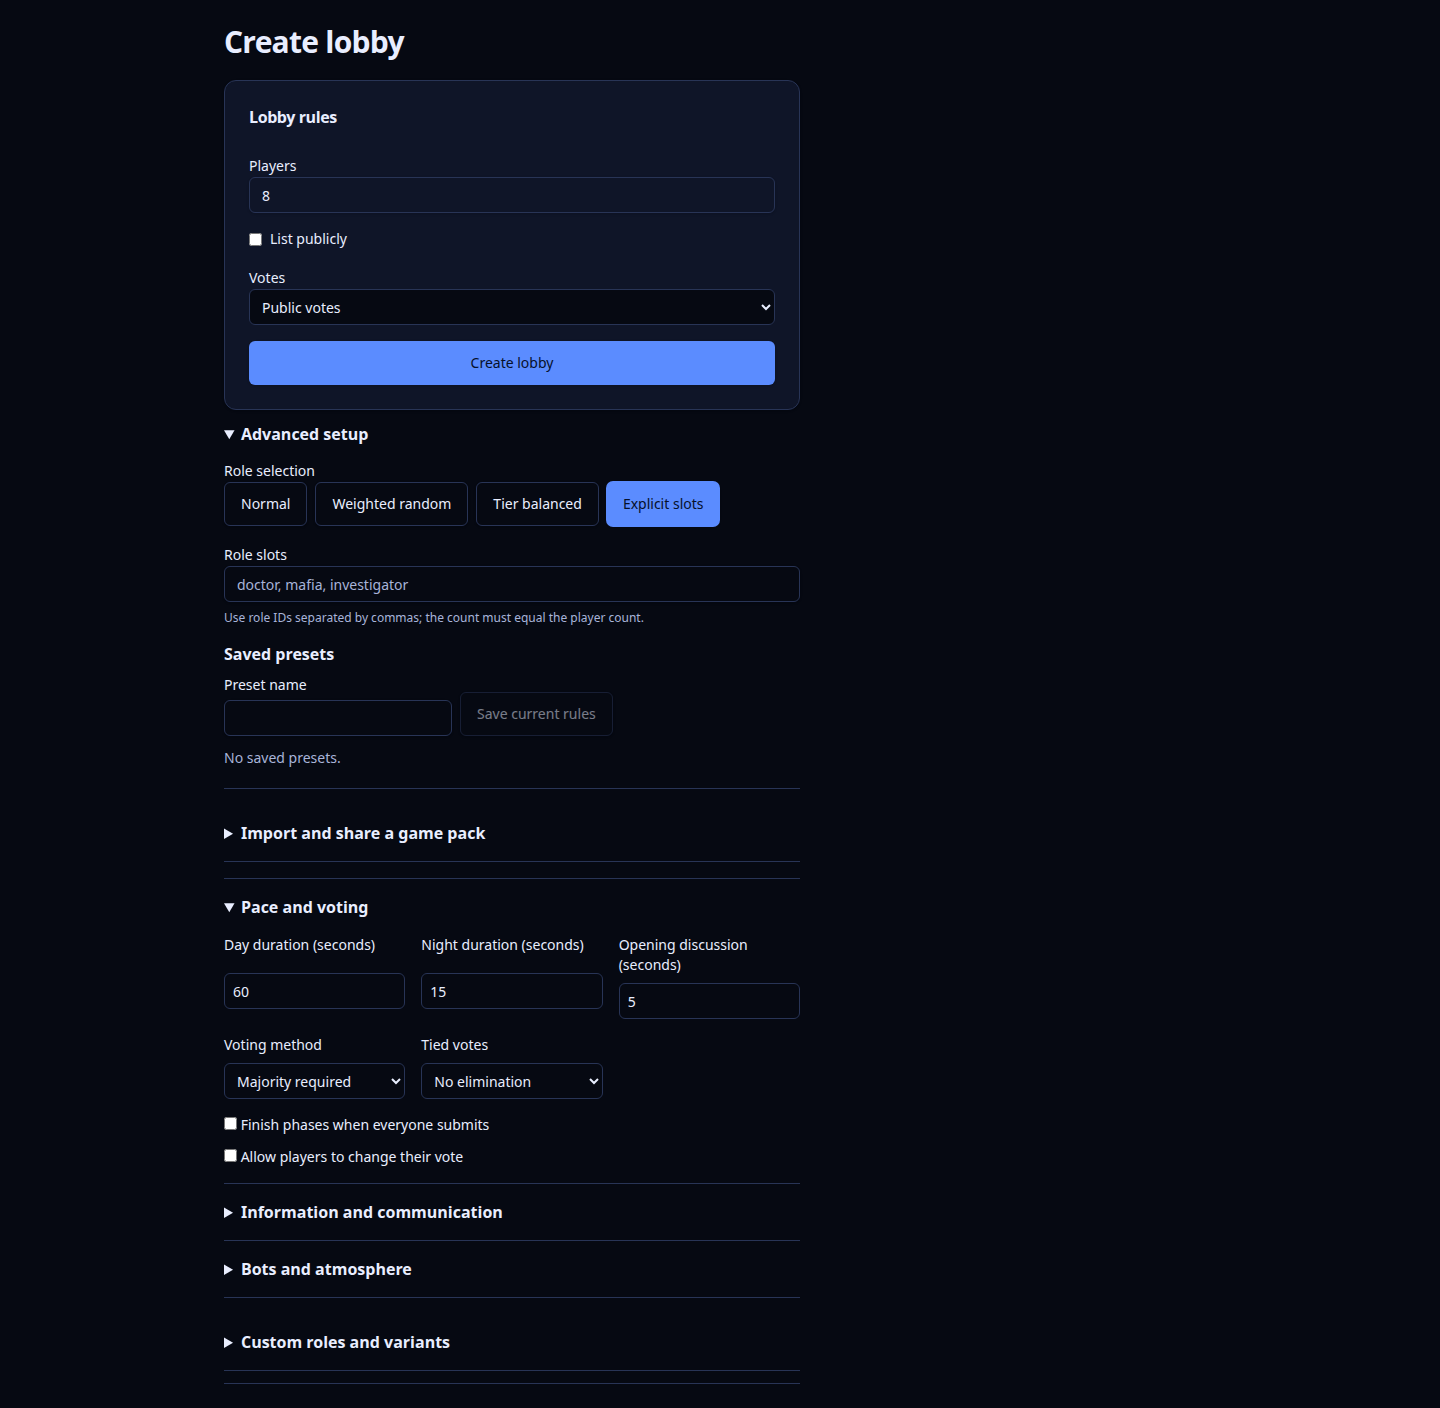 Create lobby
Lobby rules
Players
8
List publicly
Votes
Public votes
Create lobby
Advanced setup
Role selection
Normal
Weighted random
Tier balanced
Explicit slots
Role slots
doctor, mafia, investigator
Use role IDs separated by commas; the count must equal the player count.
Saved presets
Preset name
Save current rules
No saved presets.
Import and share a game pack
Pace and voting
Day duration (seconds)
60
Night duration (seconds)
15
Opening discussion
(seconds)
5
Voting method
Majority required
Tied votes
No elimination
Finish phases when everyone submits
Allow players to change their vote
Information and communication
Bots and atmosphere
Custom roles and variants